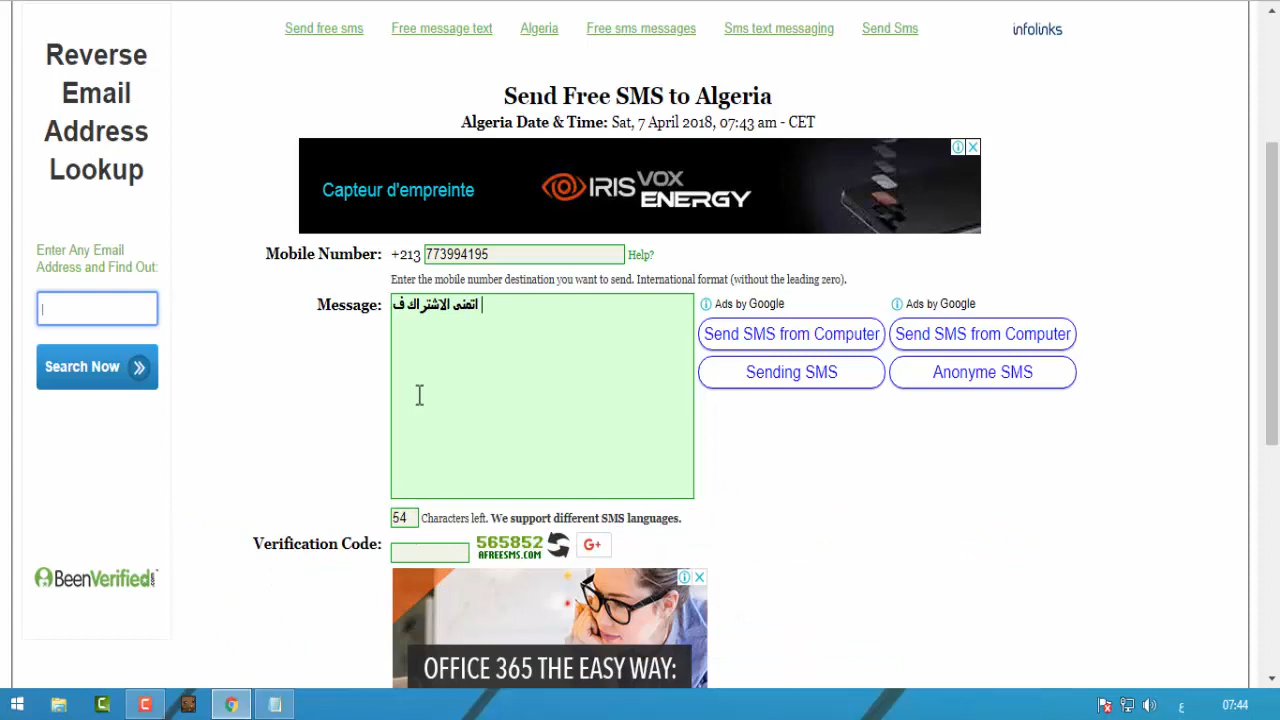 Send free sms
Free message text
Algeria
Free sms messages
Sms text messaging
Send Sms
infolinks
Reverse
Email
Address
Lookup
Enter Any Email
Address and Find Out:
Search Now
BeenVerified
Send Free SMS to Algeria
Algeria Date & Time: Sat, 7 April 2018, 07:43 am - CET
Capteur d'empreinte
IRIS VOX
ENERGY
Mobile Number: +213 773994195 Help?
Enter the mobile number destination you want to send. International format (without the leading zero).
Message:
اتمنى الاشتراك ف
Ads by Google
Send SMS from Computer
Sending SMS
Ads by Google
Send SMS from Computer
Anonyme SMS
54 Characters left. We support different SMS languages.
Verification Code:
565852
AFREESMS.COM
G+
OFFICE 365 THE EASY WAY:
ع
07:44